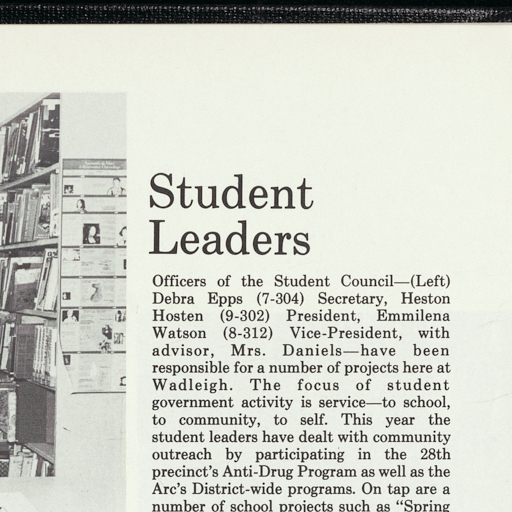 Student
Leaders
Officers of the Student Council—(Left)
Debra Epps (7-304) Secretary, Heston
Hosten (9-302) President, Emmilena
Watson (8-312) Vice-President, with
advisor, Mrs. Daniels—have been
responsible for a number of projects here at
Wadleigh. The focus of student
government activity is service—to school,
to community, to self. This year the
student leaders have dealt with community
outreach by participating in the 28th
precinct's Anti-Drug Program as well as the
Arc's District-wide programs. On tap are a
number of school projects such as “Spring